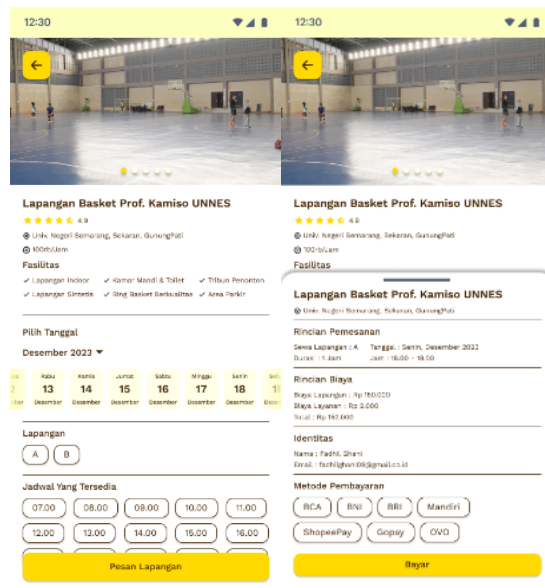 12:30
Lapangan Basket Prof. Kamiso UNNES
4.9
Univ. Negeri Semarang, Sekaran, GunungPati
100rb/Jam
Fasilitas
Lapangan Indoor
Kamar Mandi & Toilet
Tribun Penonton
Lapangan Sintetis
Ring Basket Berkualitas
Area Parkir
Pilih Tanggal
Desember 2023
Rabu
Kamis
Jumat
Sabtu
Minggu
Senin
13
14
15
16
17
18
Desember
Desember
Desember
Desember
Desember
Desember
Lapangan
A
B
Jadwal Yang Tersedia
07.00
08.00
09.00
10.00
11.00
12.00
13.00
14.00
15.00
16.00
Pesan Lapangan
12:30
Lapangan Basket Prof. Kamiso UNNES
4.9
Univ. Negeri Semarang, Sekaran, GunungPati
100rb/Jam
Fasilitas
Lapangan Basket Prof. Kamiso UNNES
Univ. Negeri Semarang, Sekaran, GunungPati
Rincian Pemesanan
Sewa Lapangan : A
Tanggal : Senin, Desember 2023
Durasi : 1 Jam
Jam : 18.00 - 19.00
Rincian Biaya
Biaya Lapangan : Rp 150.000
Biaya Layanan : Rp 2.000
Total : Rp 152.000
Identitas
Nama : Fadhil Ghani
Email : fadhilghani09@gmail.co.id
Metode Pembayaran
BCA
BNI
BRI
Mandiri
ShopeePay
Gopay
OVO
Bayar